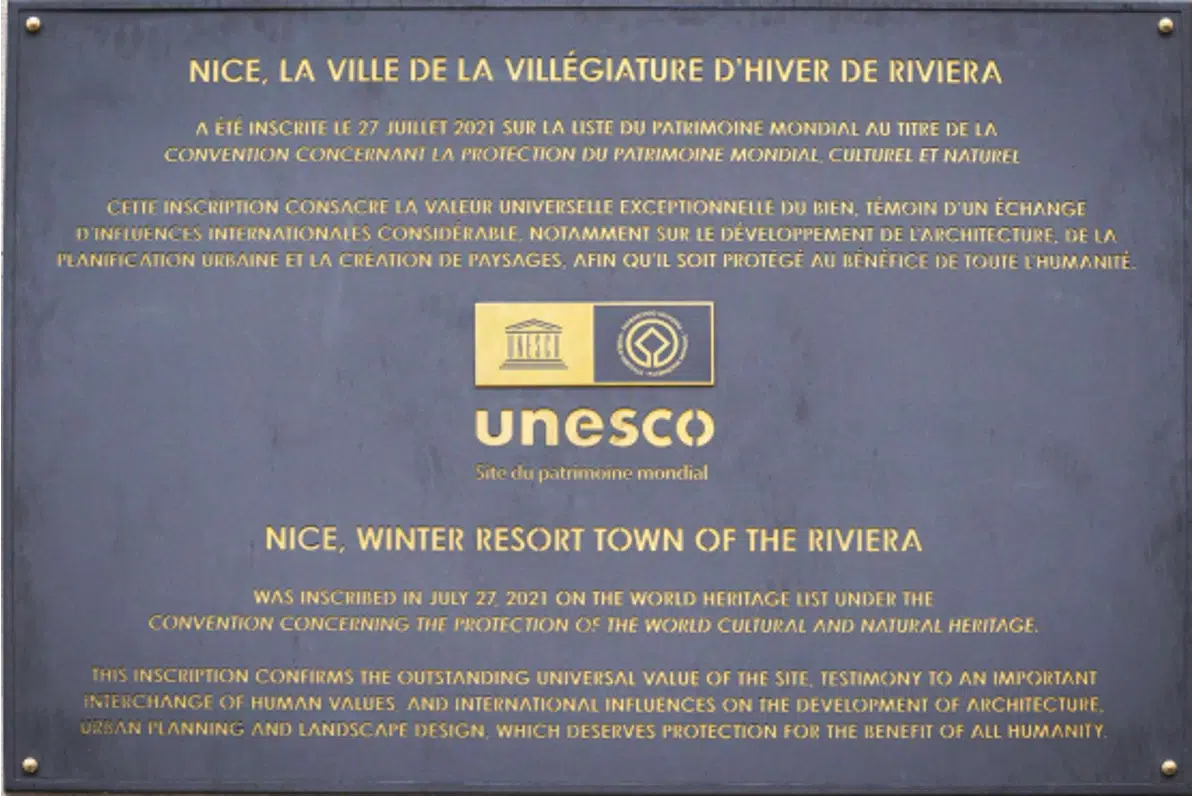 NICE, LA VILLE DE LA VILLÉGIATURE D'HIVER DE RIVIERA
A ÉTÉ INSCRITE LE 27 JUILLET 2021 SUR LA LISTE DU PATRIMOINE MONDIAL AU TITRE DE LA
CONVENTION CONCERNANT LA PROTECTION DU PATRIMOINE MONDIAL, CULTUREL ET NATUREL
CETTE INSCRIPTION CONSACRE LA VALEUR UNIVERSELLE EXCEPTIONNELLE DU BIEN, TÉMOIN D'UN ÉCHANGE
D'INFLUENCES INTERNATIONALES CONSIDÉRABLE, NOTAMMENT SUR LE DÉVELOPPEMENT DE L'ARCHITECTURE, DE LA
PLANIFICATION URBAINE ET LA CRÉATION DE PAYSAGES, AFIN QU'IL SOIT PROTÉGÉ AU BÉNÉFICE DE TOUTE L'HUMANITÉ.
UNESCO
unesco
Site du patrimoine mondial
NICE, WINTER RESORT TOWN OF THE RIVIERA
WAS INSCRIBED IN JULY 27, 2021 ON THE WORLD HERITAGE LIST UNDER THE
CONVENTION CONCERNING THE PROTECTION OF THE WORLD CULTURAL AND NATURAL HERITAGE.
THIS INSCRIPTION CONFIRMS THE OUTSTANDING UNIVERSAL VALUE OF THE SITE, TESTIMONY TO AN IMPORTANT
INTERCHANGE OF HUMAN VALUES, AND INTERNATIONAL INFLUENCES ON THE DEVELOPMENT OF ARCHITECTURE,
URBAN PLANNING AND LANDSCAPE DESIGN, WHICH DESERVES PROTECTION FOR THE BENEFIT OF ALL HUMANITY.